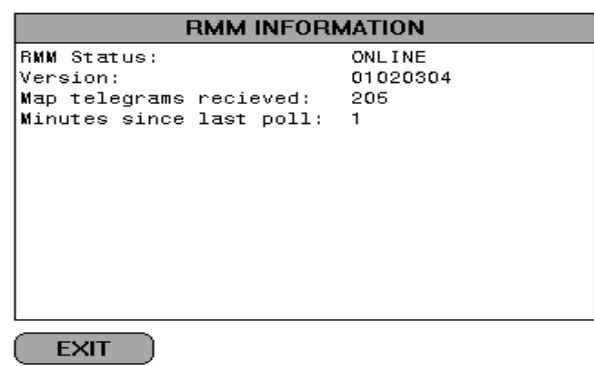 RMM INFORMATION
RMM Status: ONLINE
Version: 01020304
Map telegrams recieved: 205
Minutes since last poll: 1
EXIT